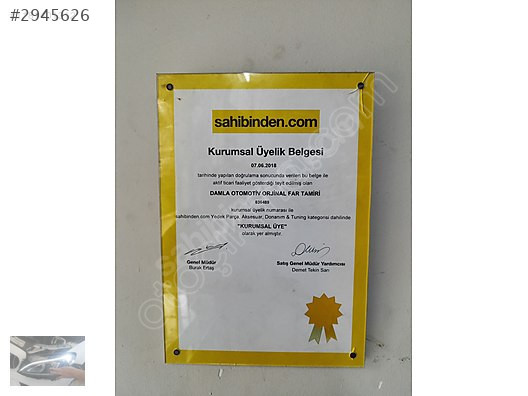 #2945626
sahibinden.com
Kurumsal Üyelik Belgesi
07.06.2018
tarihinde yapılan doğrulama sonucunda verilen bu belge ile
aktif ticari faaliyet gösterdiği teyit edilmiş olan
DAMLA OTOMOTİV ORJİNAL FAR TAMİRİ
kurumsal üyelik numarası ile
sahibinden.com Yedek Parça, Aksesuar, Donanım & Tuning kategorisi dahilinde
"KURUMSAL ÜYE"
olarak yer almıştır.
Genel Müdür
Burak Ertaş
Satış Genel Müdür Yardımcısı
Demet Tekin Sarı